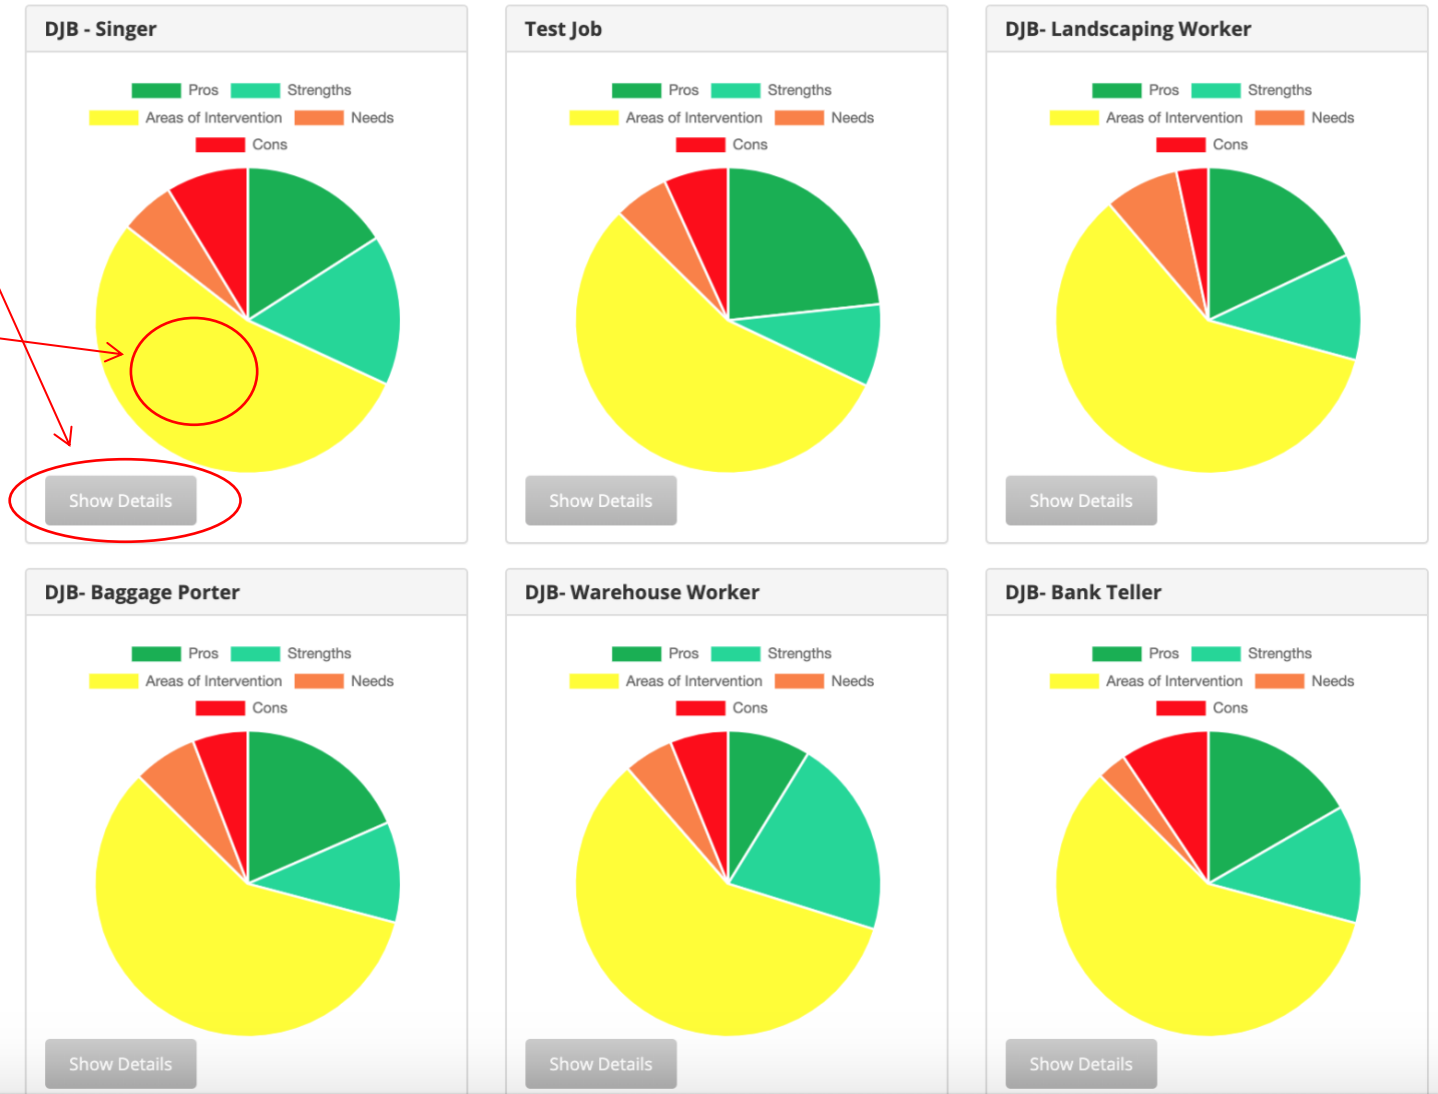 DJB - Singer
Pros Strengths
Areas of Intervention Needs
Cons
Show Details
Test Job
Pros Strengths
Areas of Intervention Needs
Cons
Show Details
DJB- Landscaping Worker
Pros Strengths
Areas of Intervention Needs
Cons
Show Details
DJB- Baggage Porter
Pros Strengths
Areas of Intervention Needs
Cons
Show Details
DJB- Warehouse Worker
Pros Strengths
Areas of Intervention Needs
Cons
Show Details
DJB- Bank Teller
Pros Strengths
Areas of Intervention Needs
Cons
Show Details